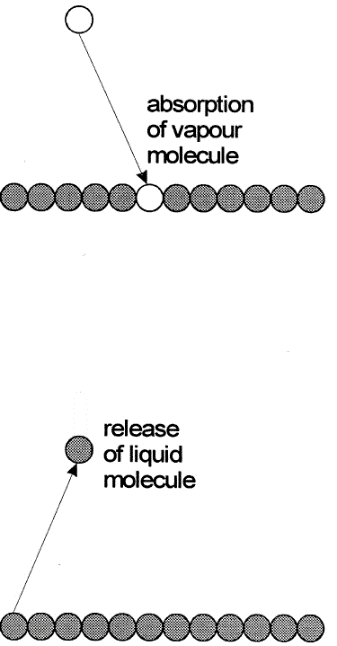 absorption
of vapour
molecule
release
of liquid
molecule